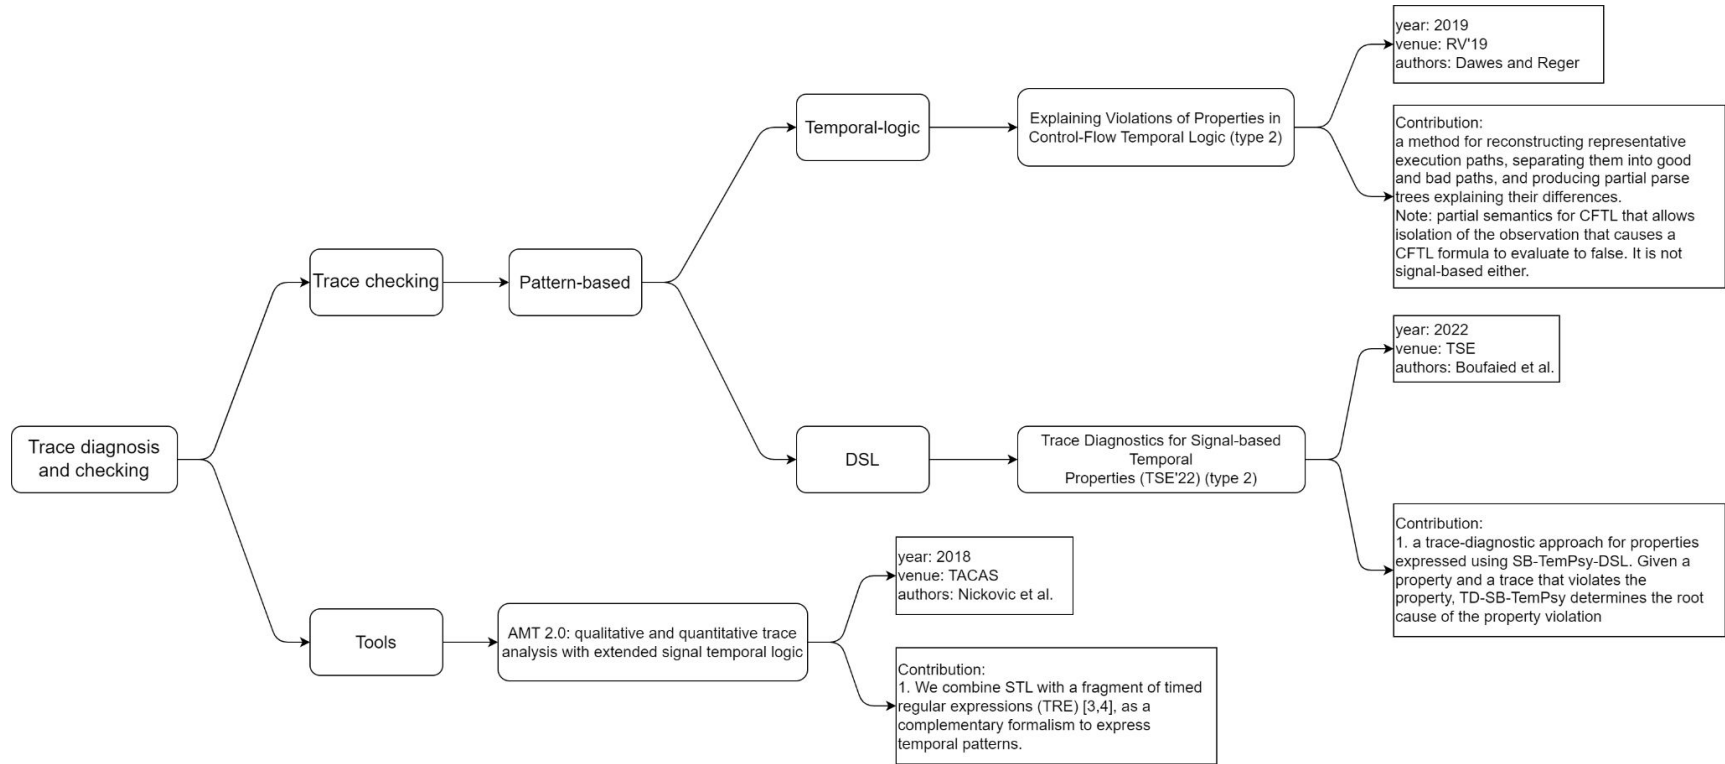 year: 2019
venue: RV'19
authors: Dawes and Reger
Temporal-logic
Explaining Violations of Properties in
Control-Flow Temporal Logic (type 2)
Contribution:
a method for reconstructing representative
execution paths, separating them into good
and bad paths, and producing partial parse
trees explaining their differences.
Note: partial semantics for CFTL that allows
isolation of the observation that causes a
CFTL formula to evaluate to false. It is not
signal-based either.
Trace checking
Pattern-based
year: 2022
venue: TSE
authors: Boufaied et al.
Trace diagnosis
and checking
DSL
Trace Diagnostics for Signal-based
Temporal
Properties (TSE'22) (type 2)
Contribution:
1. a trace-diagnostic approach for properties
expressed using SB-TemPsy-DSL. Given a
property and a trace that violates the
property, TD-SB-TemPsy determines the root
cause of the property violation
year: 2018
venue: TACAS
authors: Nickovic et al.
Tools
AMT 2.0: qualitative and quantitative trace
analysis with extended signal temporal logic
Contribution:
1. We combine STL with a fragment of timed
regular expressions (TRE) [3,4], as a
complementary formalism to express
temporal patterns.